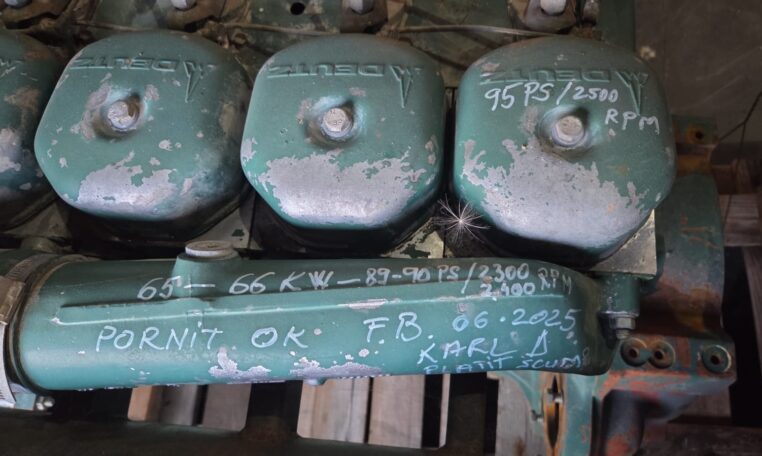 DEUTZ
DEUTZ
DEUTZ
95 PS/2500
RPM
65 - 66 KW - 89-90 PS/2300 RPM
2400
PORNIT OK F.B. 06.2025
KARL D
PLATIT